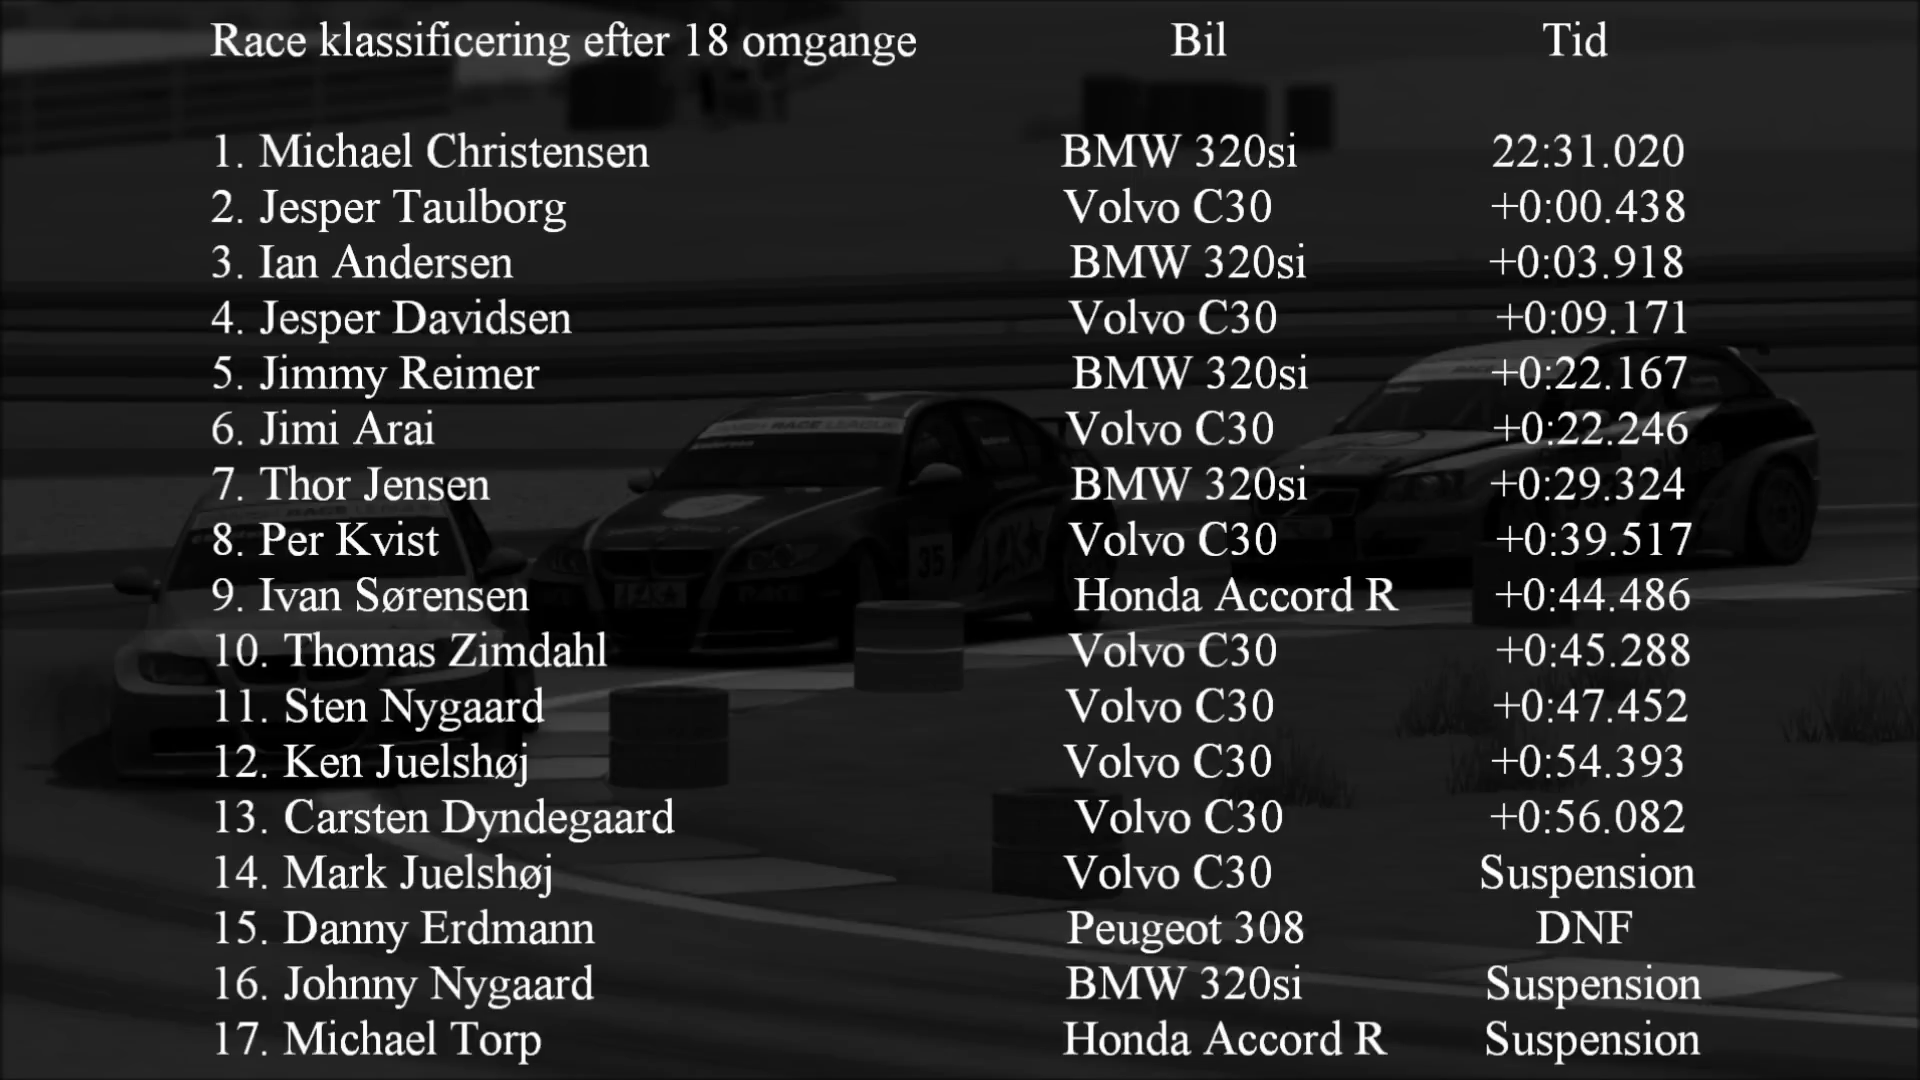 Race klassificering efter 18 omgange Bil Tid
1. Michael Christensen BMW 320si 22:31.020
2. Jesper Taulborg Volvo C30 +0:00.438
3. Ian Andersen BMW 320si +0:03.918
4. Jesper Davidsen Volvo C30 +0:09.171
5. Jimmy Reimer BMW 320si +0:22.167
6. Jimi Arai Volvo C30 +0:22.246
7. Thor Jensen BMW 320si +0:29.324
8. Per Kvist Volvo C30 +0:39.517
9. Ivan Sørensen Honda Accord R +0:44.486
10. Thomas Zimdahl Volvo C30 +0:45.288
11. Sten Nygaard Volvo C30 +0:47.452
12. Ken Juelshøj Volvo C30 +0:54.393
13. Carsten Dyndegaard Volvo C30 +0:56.082
14. Mark Juelshøj Volvo C30 Suspension
15. Danny Erdmann Peugeot 308 DNF
16. Johnny Nygaard BMW 320si Suspension
17. Michael Torp Honda Accord R Suspension
RACE LEAGUE
35